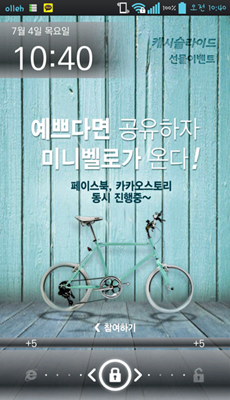 olleh 100% 오전 10:40
7월 4일 목요일
10:40
캐시슬라이드
선문이벤트
예쁘다면 공유하자
미니벨로가 온다!
페이스북, 카카오스토리
동시 진행중~
< 참여하기
+5 +5